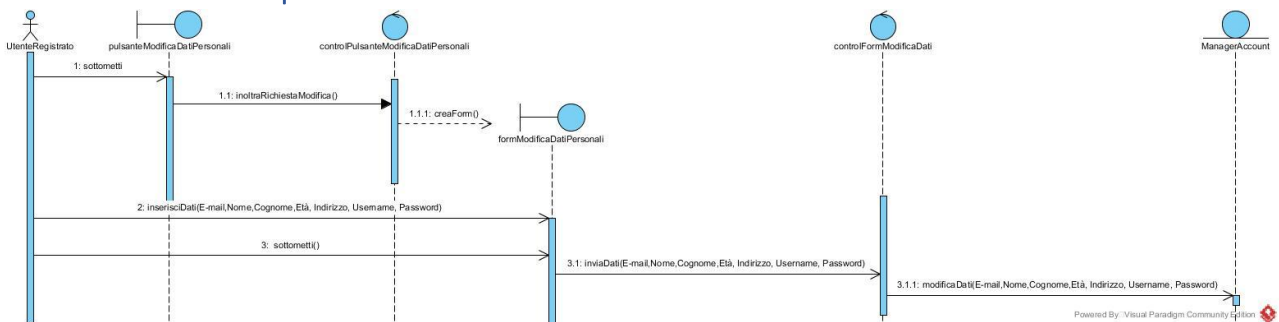 UtenteRegistrato
pulsanteModificaDatiPersonali
controlPulsanteModificaDatiPersonali
controlFormModificaDati
ManagerAccount
1: sottometti
1.1: inoltraRichiestaModifica()
1.1.1: creaForm()
formModificaDatiPersonali
2: inserisciDati(E-mail,Nome,Cognome,Età, Indirizzo, Username, Password)
3: sottometti()
3.1: inviaDati(E-mail,Nome,Cognome,Età, Indirizzo, Username, Password)
3.1.1: modificaDati(E-mail,Nome,Cognome,Età, Indirizzo, Username, Password)
Powered By Visual Paradigm Community Edition